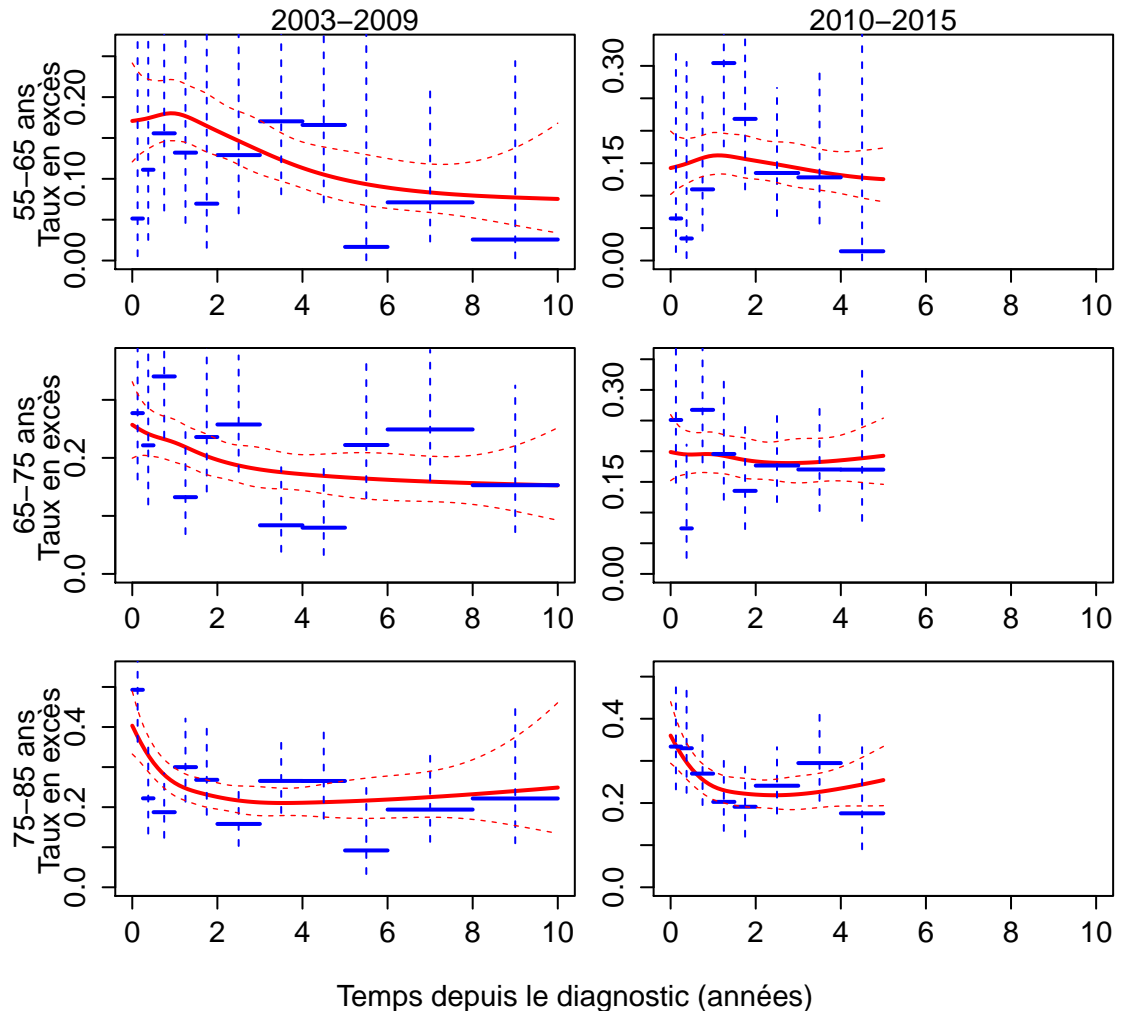 2003−2009
2010−2015
55−65 ans
Taux en excès
0.00 0.10 0.20
0 2 4 6 8 10
0.00 0.15 0.30
0 2 4 6 8 10
65−75 ans
Taux en excès
0.0 0.2
0 2 4 6 8 10
0.00 0.15 0.30
0 2 4 6 8 10
75−85 ans
Taux en excès
0.0 0.2 0.4
0 2 4 6 8 10
0.0 0.2 0.4
0 2 4 6 8 10
Temps depuis le diagnostic (années)